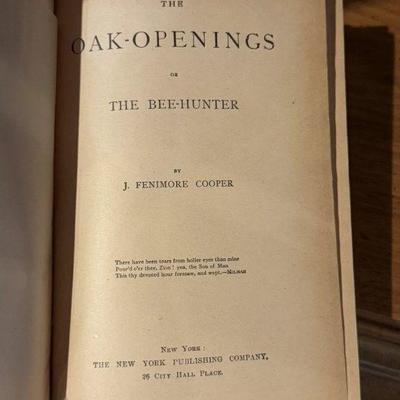 THE
OAK-OPENINGS
OR
THE BEE-HUNTER
BY
J. FENIMORE COOPER
There have been tears from holier eyes than mine
Pour'd o'er thee, Zion! yea, the Son of Man
This thy devoted hour foresaw, and wept.—MILMAN
NEW YORK:
THE NEW YORK PUBLISHING COMPANY,
26 CITY HALL PLACE.